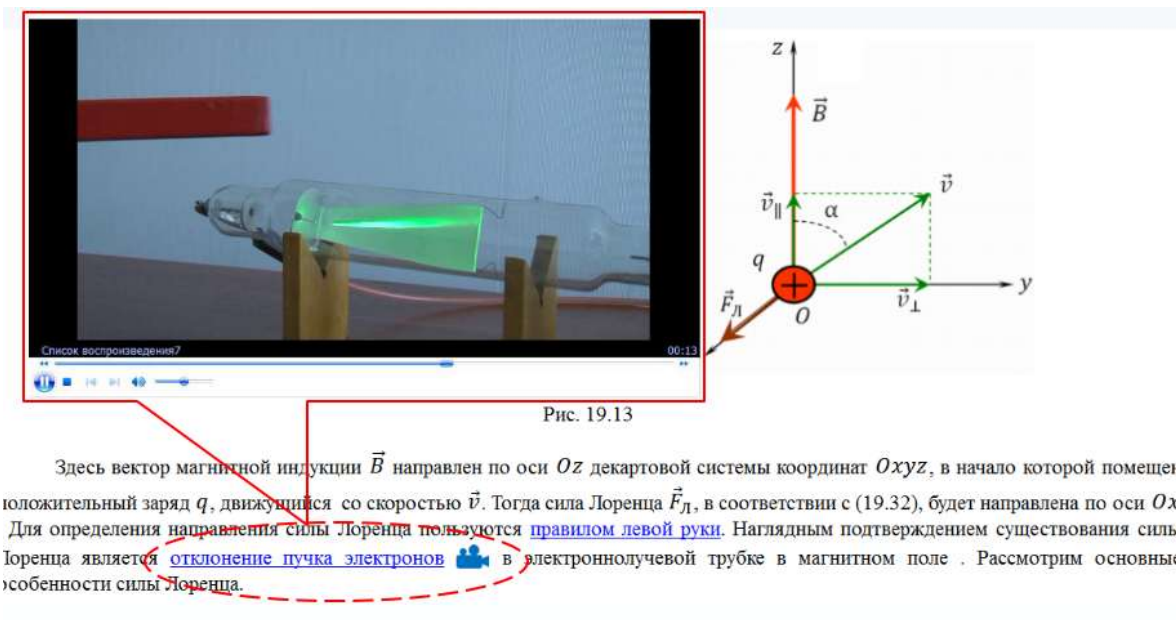 Список воспроизведения7
00:13
z
B⃗
v⃗∥
α
v⃗
q
F⃗Л
O
v⃗⊥
y
Рис. 19.13
Здесь вектор магнитной индукции B⃗ направлен по оси Oz декартовой системы координат Oxyz, в начало которой помещен
положительный заряд q, движущийся со скоростью v⃗. Тогда сила Лоренца F⃗Л, в соответствии с (19.32), будет направлена по оси Ox
Для определения направления силы Лоренца пользуются правилом левой руки. Наглядным подтверждением существования силы
Лоренца является отклонение пучка электронов в электроннолучевой трубке в магнитном поле . Рассмотрим основные
особенности силы Лоренца.